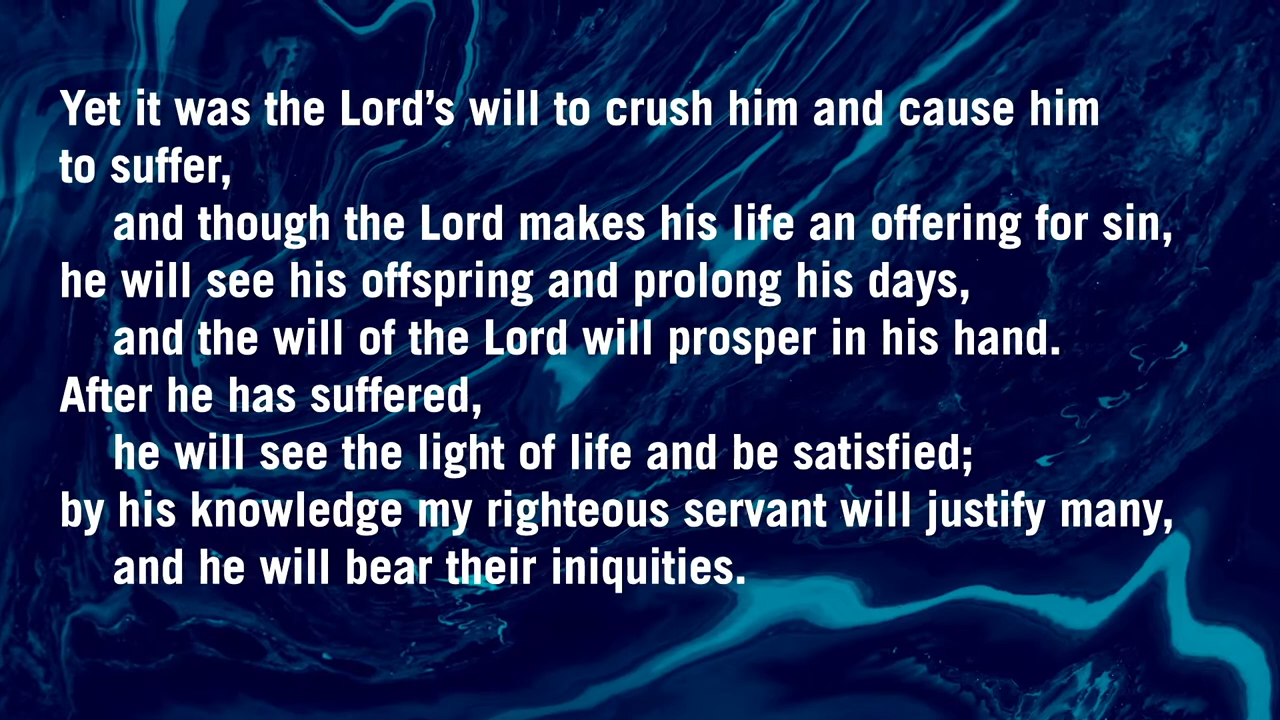 Yet it was the Lord’s will to crush him and cause him
to suffer,
and though the Lord makes his life an offering for sin,
he will see his offspring and prolong his days,
and the will of the Lord will prosper in his hand.
After he has suffered,
he will see the light of life and be satisfied;
by his knowledge my righteous servant will justify many,
and he will bear their iniquities.